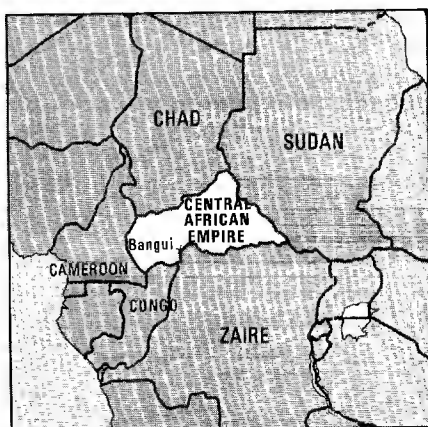 CHAD
SUDAN
CENTRAL
AFRICAN
EMPIRE
Bangui
CAMEROON
CONGO
ZAIRE